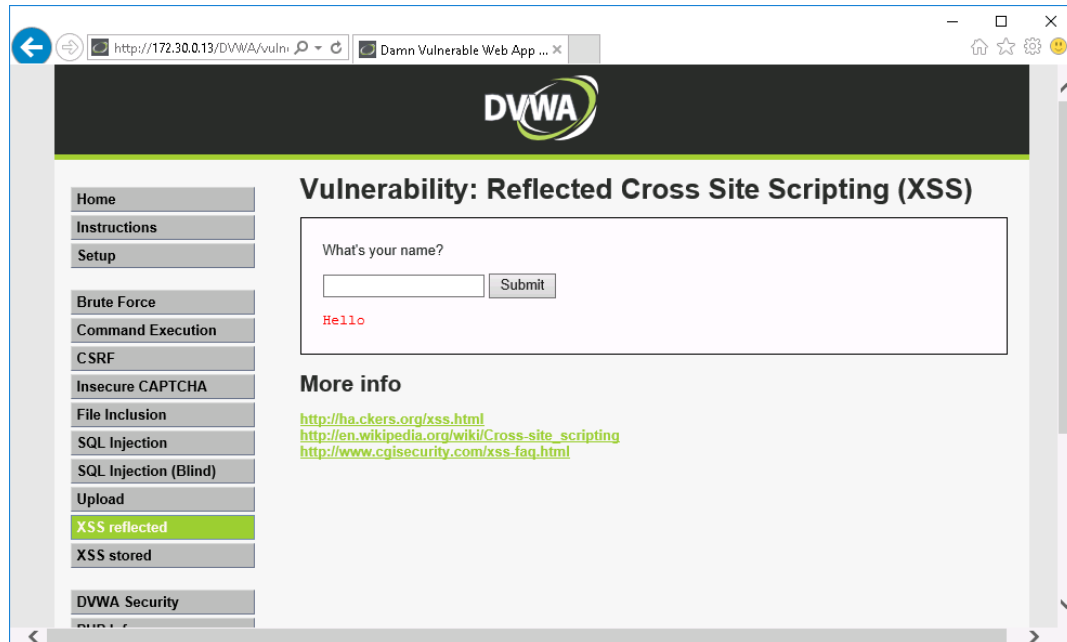 http://172.30.0.13/DVWA/vuln
Damn Vulnerable Web App ...
DVWA
Home
Instructions
Setup
Brute Force
Command Execution
CSRF
Insecure CAPTCHA
File Inclusion
SQL Injection
SQL Injection (Blind)
Upload
XSS reflected
XSS stored
DVWA Security
Vulnerability: Reflected Cross Site Scripting (XSS)
What's your name?
Submit
Hello
More info
http://ha.ckers.org/xss.html
http://en.wikipedia.org/wiki/Cross-site_scripting
http://www.cgisecurity.com/xss-faq.html